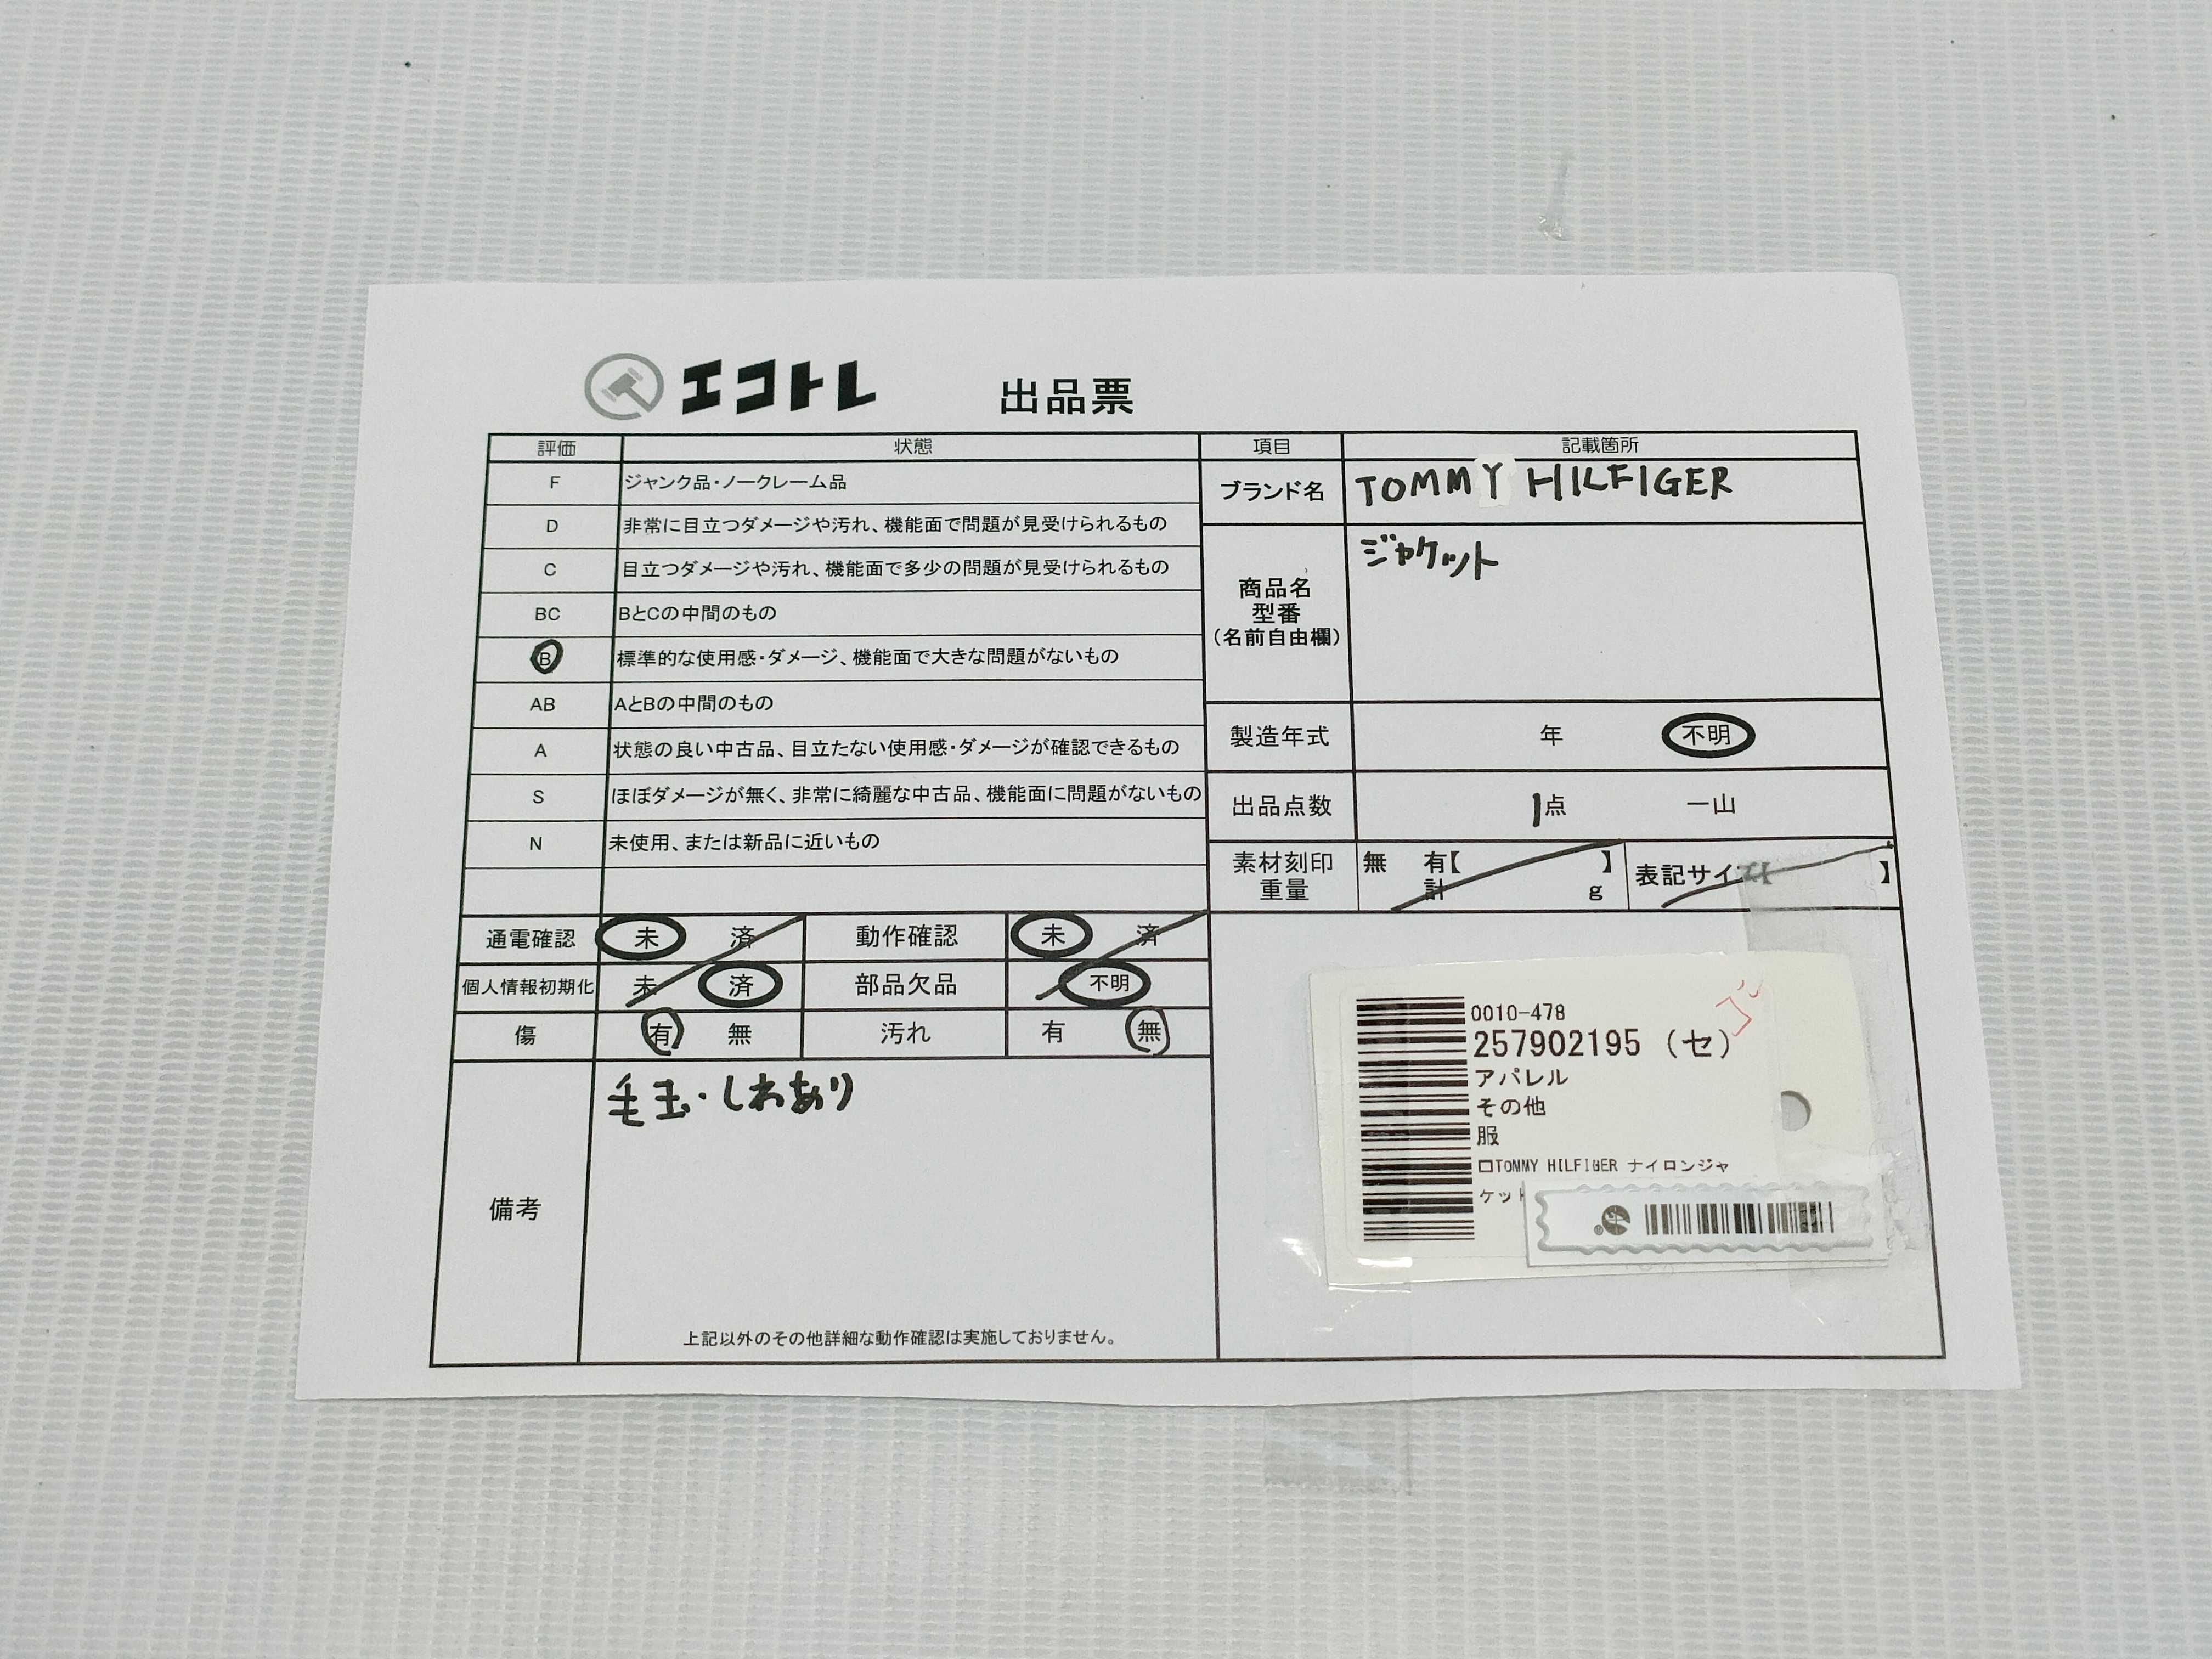 エコトレ 出品票
評価 状態
F ジャンク品・ノークレーム品
D 非常に目立つダメージや汚れ、機能面で問題が見受けられるもの
C 目立つダメージや汚れ、機能面で多少の問題が見受けられるもの
BC BとCの中間のもの
B 標準的な使用感・ダメージ、機能面で大きな問題がないもの
AB AとBの中間のもの
A 状態の良い中古品、目立たない使用感・ダメージが確認できるもの
S ほぼダメージが無く、非常に綺麗な中古品、機能面に問題がないもの
N 未使用、または新品に近いもの
項目 記載箇所
ブランド名 TOMMY HILFIGER
商品名
型番
(名前自由欄)
ジャケット
製造年式 年 不明
出品点数 1点 一山
素材刻印 無 有【 】
重量 計 g
表記サイズ【 】
通電確認 未 済 動作確認 未 済
個人情報初期化 未 済 部品欠品 不明
傷 有 無 汚れ 有 無
備考
毛玉・しわあり
上記以外のその他詳細な動作確認は実施しておりません。
0010-478
257902195 (セ)
アパレル
その他
服
□TOMMY HILFIGER ナイロンジャ
ケット